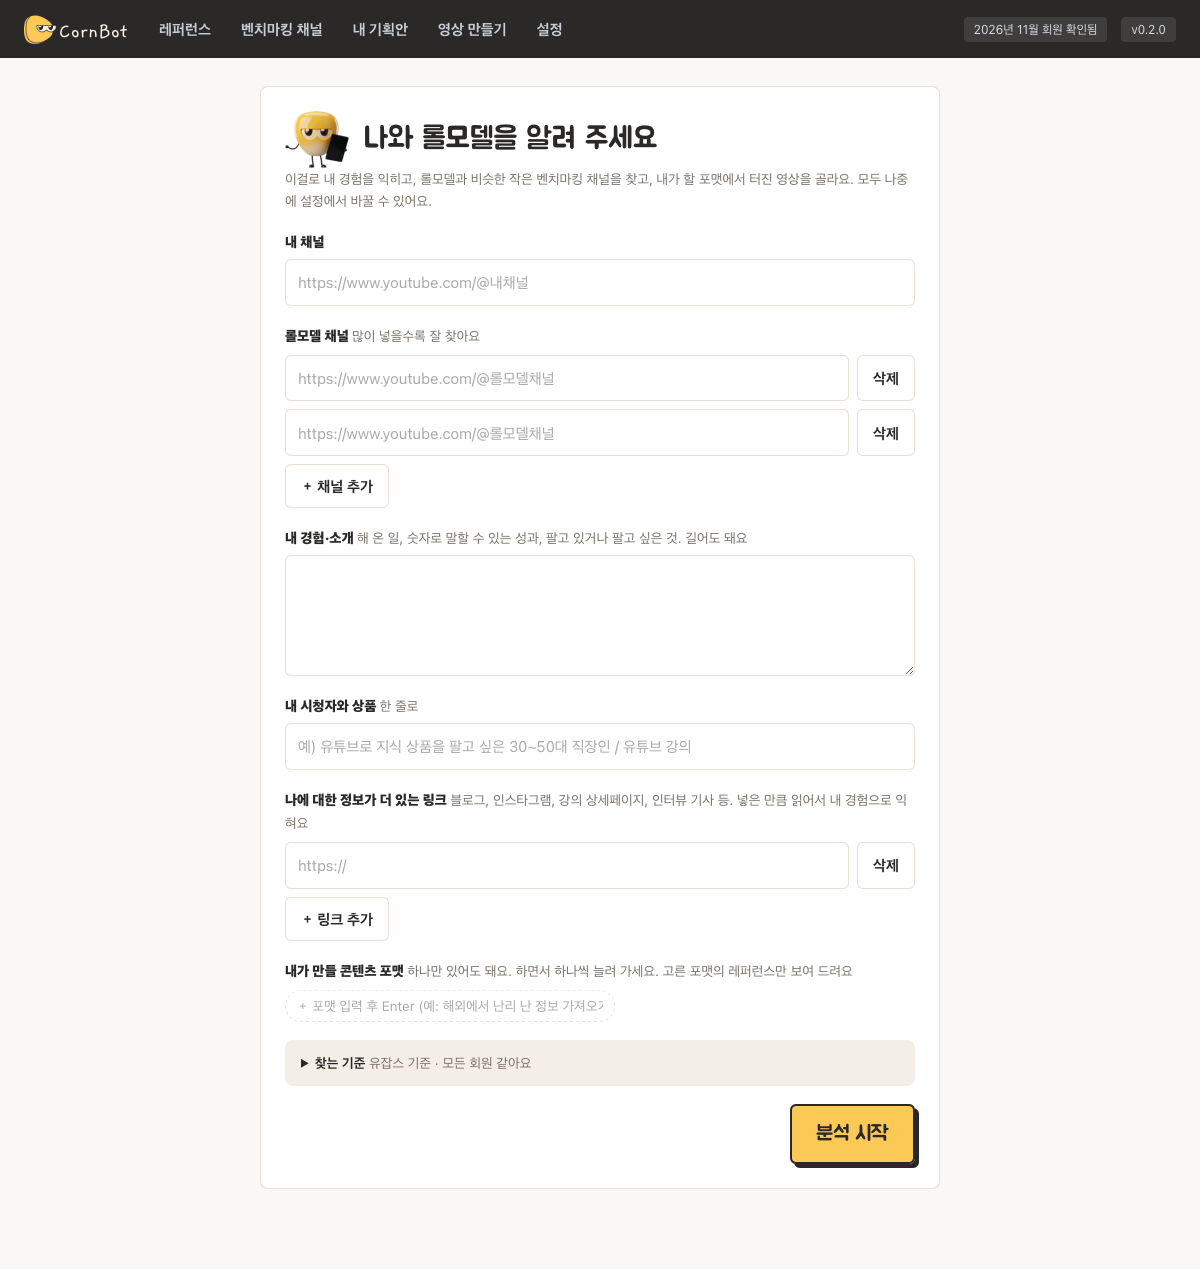 CornBot 레퍼런스 벤치마킹 채널 내 기획안 영상 만들기 설정 2026년 11월 회원 확인됨 v0.2.0
나와 롤모델을 알려 주세요
이걸로 내 경험을 익히고, 롤모델과 비슷한 작은 벤치마킹 채널을 찾고, 내가 할 포맷에서 터진 영상을 골라요. 모두 나중
에 설정에서 바꿀 수 있어요.
내 채널
https://www.youtube.com/@내채널
롤모델 채널 많이 넣을수록 잘 찾아요
https://www.youtube.com/@롤모델채널 삭제
https://www.youtube.com/@롤모델채널 삭제
+ 채널 추가
내 경험·소개 해 온 일, 숫자로 말할 수 있는 성과, 팔고 있거나 팔고 싶은 것. 길어도 돼요
내 시청자와 상품 한 줄로
예) 유튜브로 지식 상품을 팔고 싶은 30~50대 직장인 / 유튜브 강의
나에 대한 정보가 더 있는 링크 블로그, 인스타그램, 강의 상세페이지, 인터뷰 기사 등. 넣은 만큼 읽어서 내 경험으로 익
혀요
https:// 삭제
+ 링크 추가
내가 만들 콘텐츠 포맷 하나만 있어도 돼요. 하면서 하나씩 늘려 가세요. 고른 포맷의 레퍼런스만 보여 드려요
+ 포맷 입력 후 Enter (예: 해외에서 난리 난 정보 가져오기
▶ 찾는 기준 유잡스 기준 · 모든 회원 같아요
분석 시작